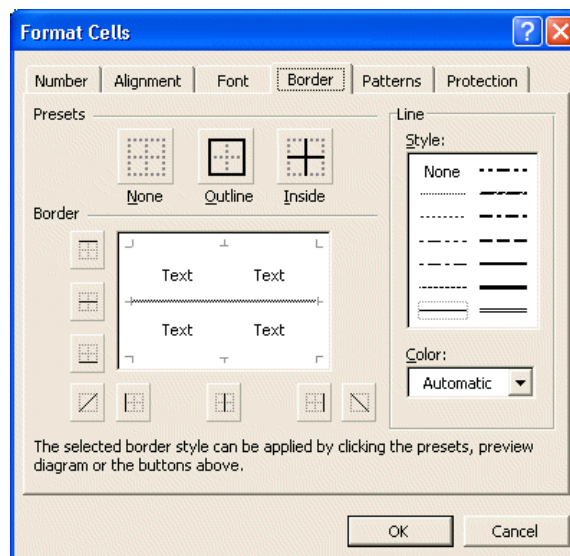 Format Cells
Number Alignment Font Border Patterns Protection
Presets
None Outline Inside
Border
Text Text
Text Text
Line
Style:
None
Color:
Automatic
The selected border style can be applied by clicking the presets, preview
diagram or the buttons above.
OK Cancel